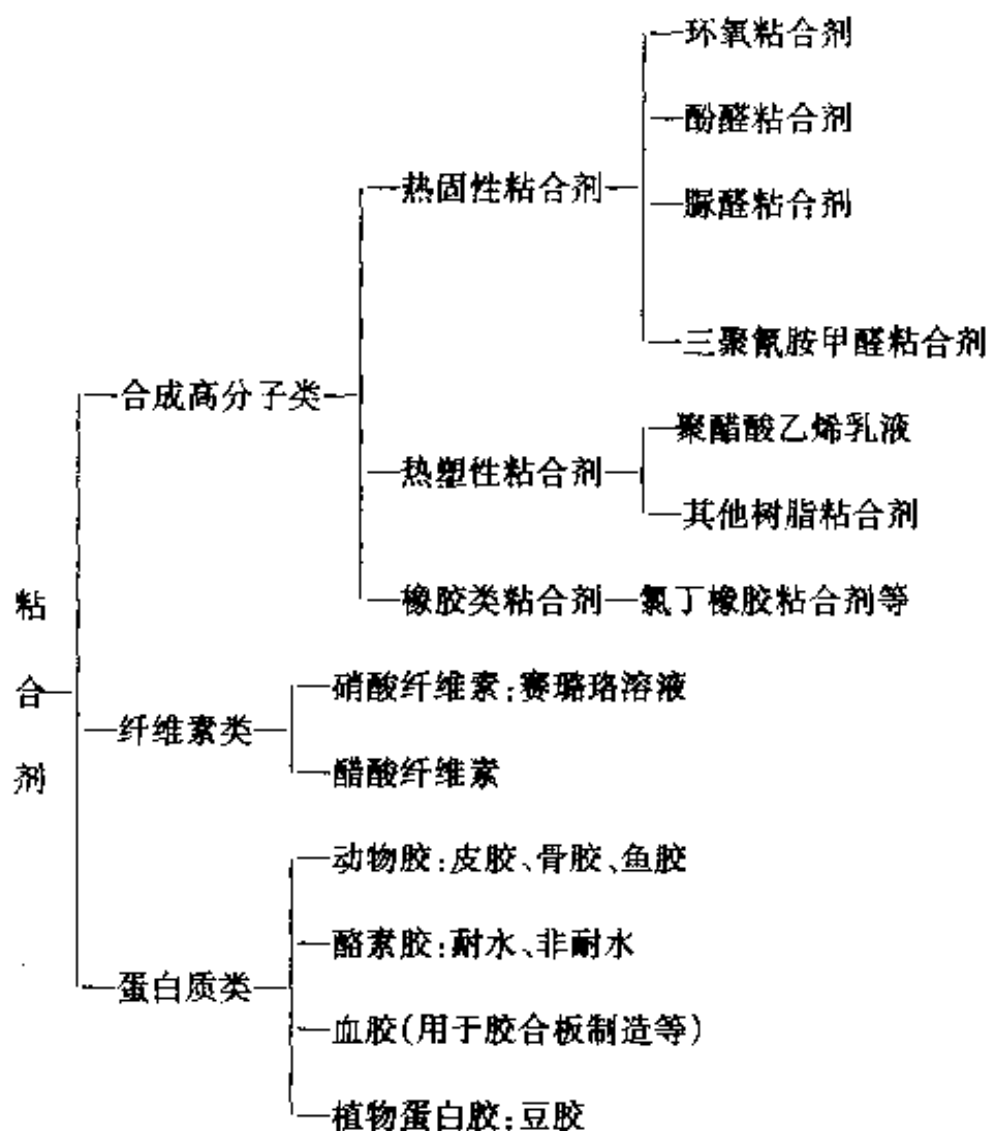 环氧粘合剂
酚醛粘合剂
热固性粘合剂
脲醛粘合剂
三聚氰胺甲醛粘合剂
合成高分子类
聚醋酸乙烯乳液
热塑性粘合剂
其他树脂粘合剂
橡胶类粘合剂
氯丁橡胶粘合剂等
粘合剂
硝酸纤维素:赛璐珞溶液
纤维素类
醋酸纤维素
动物胶:皮胶、骨胶、鱼胶
酪素胶:耐水、非耐水
蛋白质类
血胶(用于胶合板制造等)
植物蛋白胶:豆胶